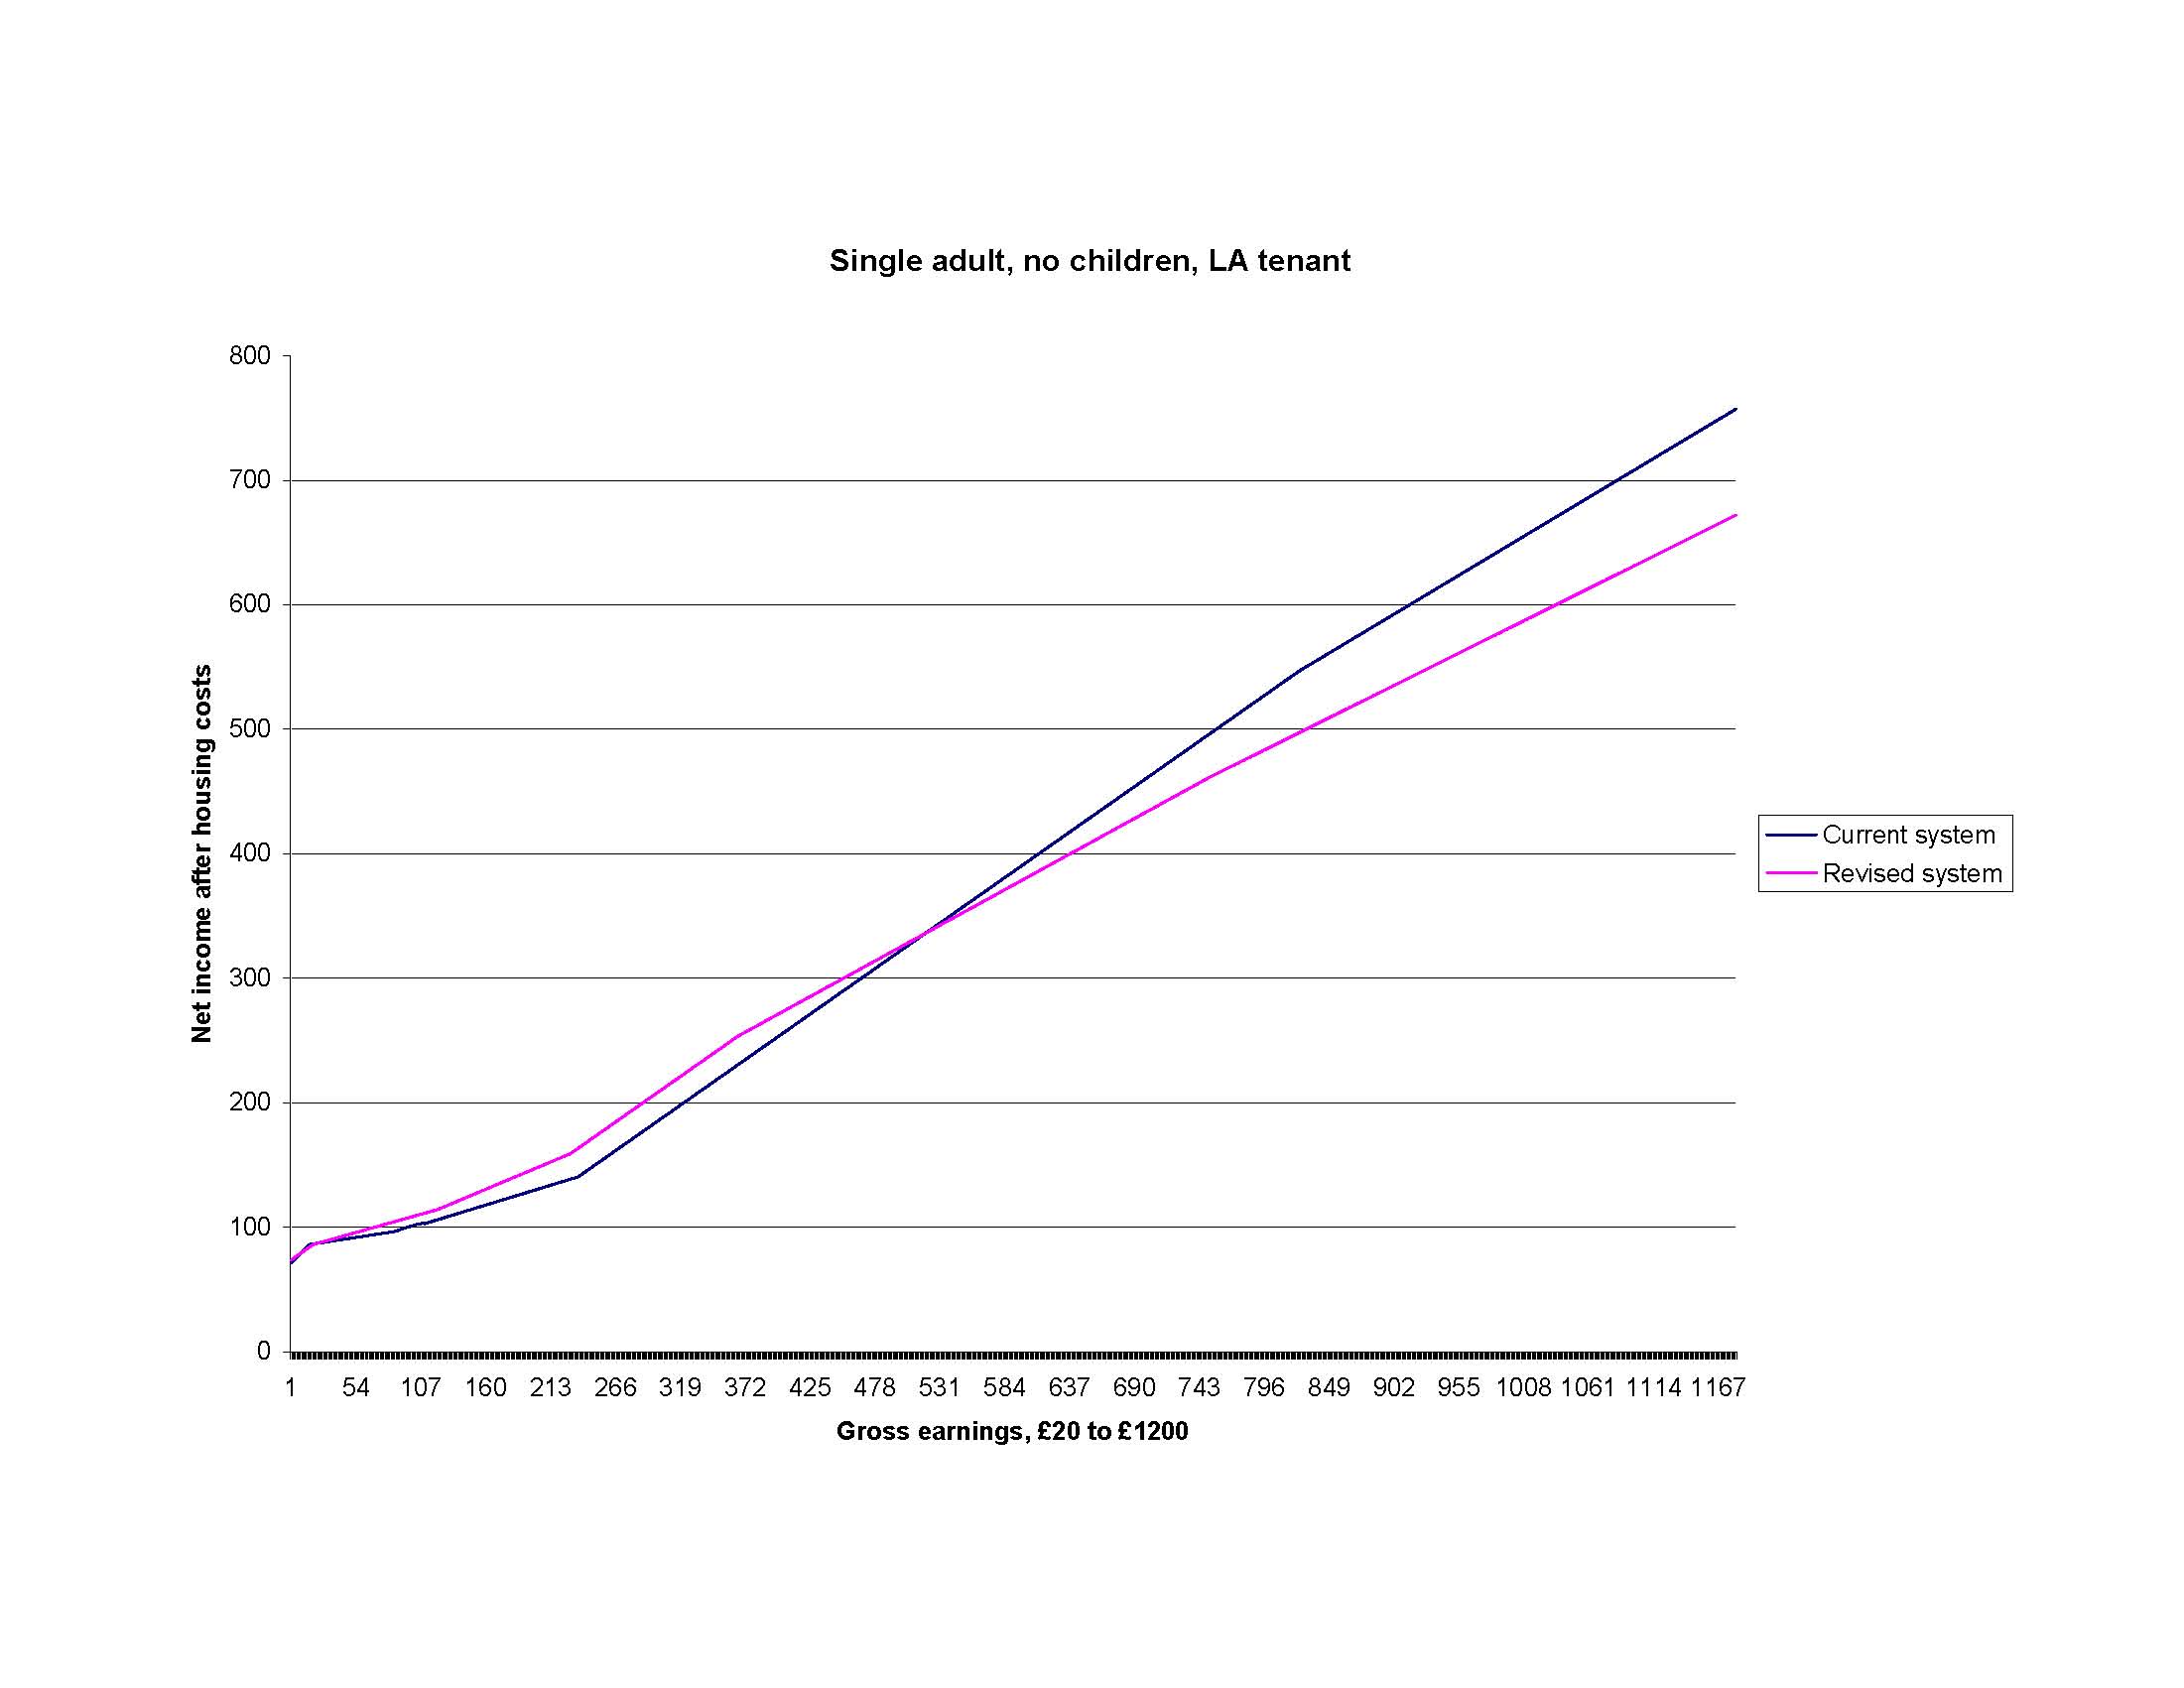 Single adult, no children, LA tenant
800
700
600
500
400
300
200
100
0
Net income after housing costs
1 54 107 160 213 266 319 372 425 478 531 584 637 690 743 796 849 902 955 1008 1061 1114 1167
Gross earnings, £20 to £1200
Current system
Revised system